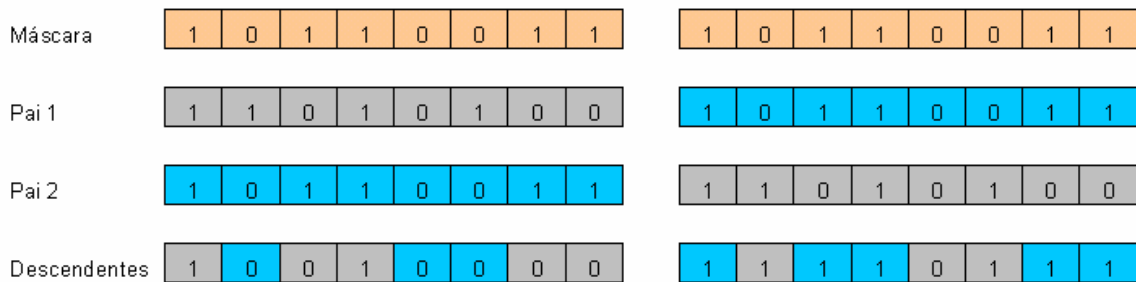 Máscara 1 0 1 1 0 0 1 1 1 0 1 1 0 0 1 1
Pai 1 1 1 0 1 0 1 0 0 1 0 1 1 0 0 1 1
Pai 2 1 0 1 1 0 0 1 1 1 1 0 1 0 1 0 0
Descendentes 1 0 0 1 0 0 0 0 1 1 1 1 0 1 1 1